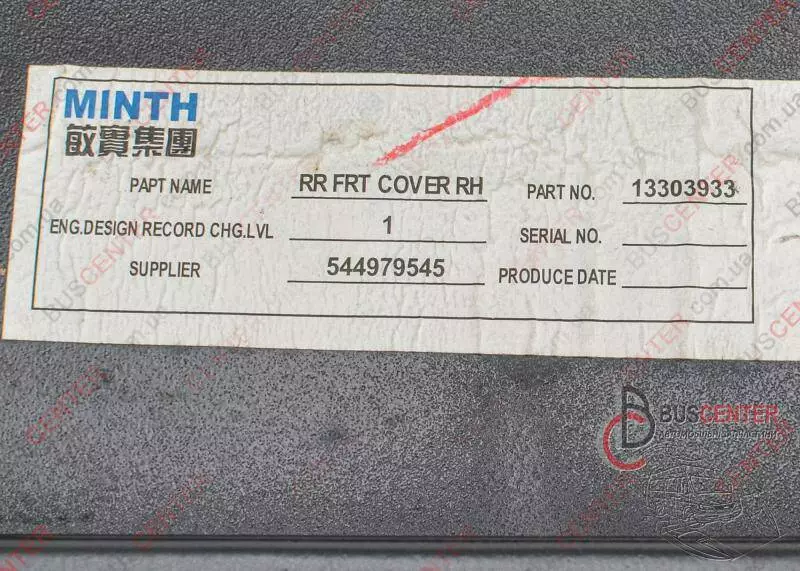 MINTH
敏實集團
PAPT NAME RR FRT COVER RH PART NO. 13303933
ENG.DESIGN RECORD CHG.LVL 1 SERIAL NO.
SUPPLIER 544979545 PRODUCE DATE
BUSCENTER